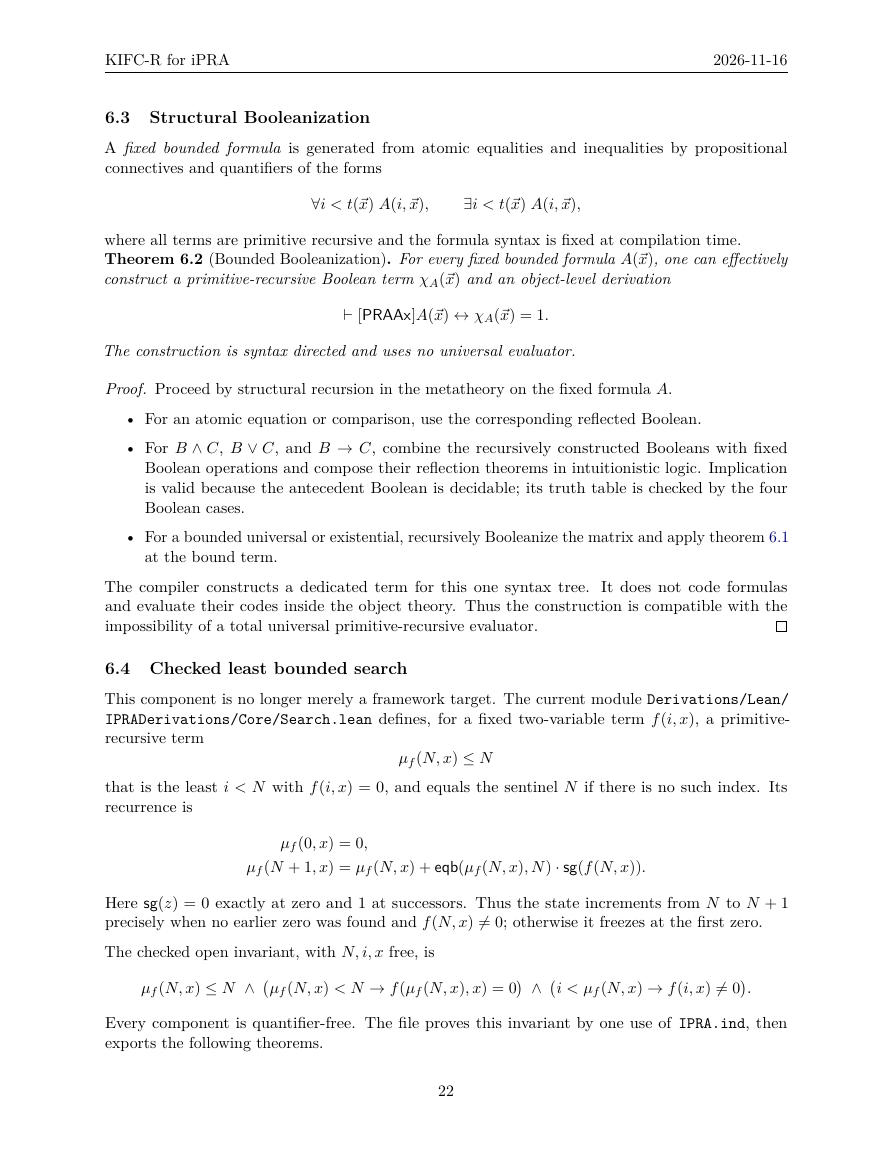 KIFC-R for iPRA 2026-11-16
6.3 Structural Booleanization
A fixed bounded formula is generated from atomic equalities and inequalities by propositional
connectives and quantifiers of the forms
∀i < t(x⃗) A(i, x⃗), ∃i < t(x⃗) A(i, x⃗),
where all terms are primitive recursive and the formula syntax is fixed at compilation time.
Theorem 6.2 (Bounded Booleanization). For every fixed bounded formula A(x⃗), one can effectively
construct a primitive-recursive Boolean term χ_A(x⃗) and an object-level derivation
⊢ [PRAAx]A(x⃗) ↔ χ_A(x⃗) = 1.
The construction is syntax directed and uses no universal evaluator.
Proof. Proceed by structural recursion in the metatheory on the fixed formula A.
• For an atomic equation or comparison, use the corresponding reflected Boolean.
• For B ∧ C, B ∨ C, and B → C, combine the recursively constructed Booleans with fixed
Boolean operations and compose their reflection theorems in intuitionistic logic. Implication
is valid because the antecedent Boolean is decidable; its truth table is checked by the four
Boolean cases.
• For a bounded universal or existential, recursively Booleanize the matrix and apply theorem 6.1
at the bound term.
The compiler constructs a dedicated term for this one syntax tree. It does not code formulas
and evaluate their codes inside the object theory. Thus the construction is compatible with the
impossibility of a total universal primitive-recursive evaluator. □
6.4 Checked least bounded search
This component is no longer merely a framework target. The current module Derivations/Lean/
IPRADerivations/Core/Search.lean defines, for a fixed two-variable term f(i, x), a primitive-
recursive term
μ_f(N, x) ≤ N
that is the least i < N with f(i, x) = 0, and equals the sentinel N if there is no such index. Its
recurrence is
μ_f(0, x) = 0,
μ_f(N + 1, x) = μ_f(N, x) + eqb(μ_f(N, x), N) · sg(f(N, x)).
Here sg(z) = 0 exactly at zero and 1 at successors. Thus the state increments from N to N + 1
precisely when no earlier zero was found and f(N, x) ≠ 0; otherwise it freezes at the first zero.
The checked open invariant, with N, i, x free, is
μ_f(N, x) ≤ N ∧ (μ_f(N, x) < N → f(μ_f(N, x), x) = 0) ∧ (i < μ_f(N, x) → f(i, x) ≠ 0).
Every component is quantifier-free. The file proves this invariant by one use of IPRA.ind, then
exports the following theorems.
22